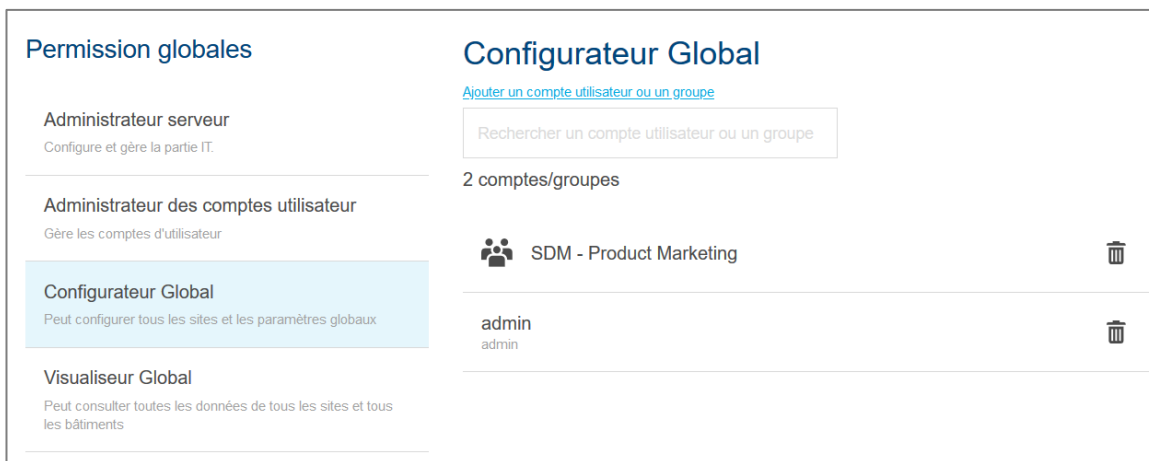 Permission globales
Administrateur serveur
Configure et gère la partie IT.
Administrateur des comptes utilisateur
Gère les comptes d'utilisateur
Configurateur Global
Peut configurer tous les sites et les paramètres globaux
Visualiseur Global
Peut consulter toutes les données de tous les sites et tous
les bâtiments
Configurateur Global
Ajouter un compte utilisateur ou un groupe
Rechercher un compte utilisateur ou un groupe
2 comptes/groupes
SDM - Product Marketing
admin
admin